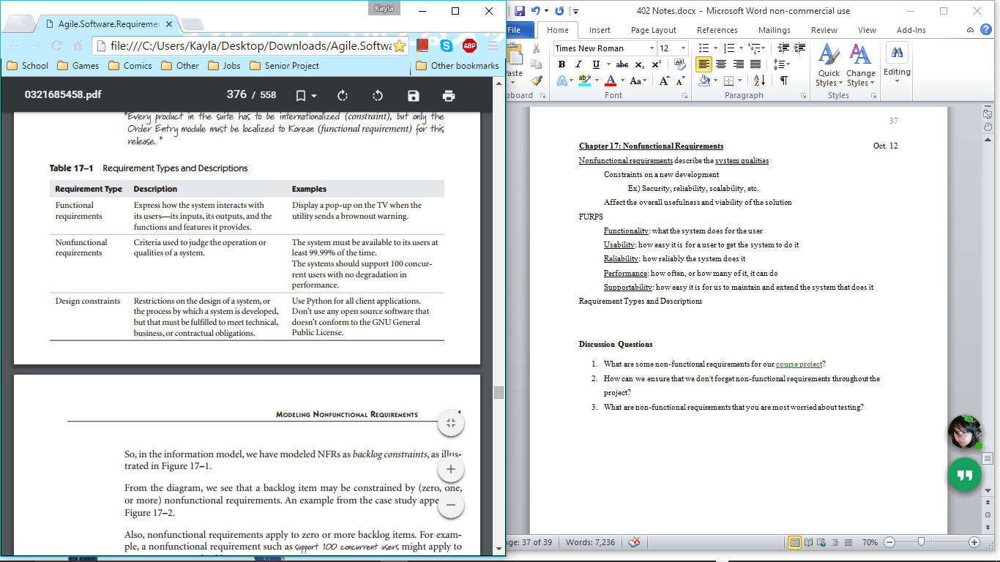 Kayla
Agile.Software.Requiremen
file:///C:/Users/Kayla/Desktop/Downloads/Agile.Softwa
ABP
School Games Comics Other Jobs Senior Project Other bookmarks
0321685458.pdf 376 / 558
"Every product in the suite has to be internationalized (constraint), but only the
Order Entry module must be localized to Korean (functional requirement) for this
release."
Table 17–1 Requirement Types and Descriptions
Requirement Type Description Examples
Functional requirements
Express how the system interacts with
its users—its inputs, its outputs, and the
functions and features it provides.
Display a pop-up on the TV when the
utility sends a brownout warning.
Nonfunctional requirements
Criteria used to judge the operation or
qualities of a system.
The system must be available to its users at
least 99.99% of the time.
The systems should support 100 concur-
rent users with no degradation in
performance.
Design constraints
Restrictions on the design of a system, or
the process by which a system is developed,
but that must be fulfilled to meet technical,
business, or contractual obligations.
Use Python for all client applications.
Don't use any open source software that
doesn't conform to the GNU General
Public License.
Modeling Nonfunctional Requirements
So, in the information model, we have modeled NFRs as backlog constraints, as illus-
trated in Figure 17–1.
From the diagram, we see that a backlog item may be constrained by (zero, one,
or more) nonfunctional requirements. An example from the case study appe
Figure 17–2.
Also, nonfunctional requirements apply to zero or more backlog items. For exam-
ple, a nonfunctional requirement such as support 100 concurrent users might apply to
402 Notes.docx - Microsoft Word non-commercial use
File Home Insert Page Layout References Mailings Review View Add-Ins
Times New Roman 12
B I U abc x₂ x²
A ab A Aa A A
aste
Quick Styles
Change Styles
Editing
board Font Paragraph Styles
37
Chapter 17: Nonfunctional Requirements Oct. 12
Nonfunctional requirements describe the system qualities
Constraints on a new development
Ex) Security, reliability, scalability, etc.
Affect the overall usefulness and viability of the solution
FURPS
Functionality: what the system does for the user
Usability: how easy it is for a user to get the system to do it
Reliability: how reliably the system does it
Performance: how often, or how many of it, it can do
Supportability: how easy it is for us to maintain and extend the system that does it
Requirement Types and Descriptions
Discussion Questions
1. What are some non-functional requirements for our course project?
2. How can we ensure that we don't forget non-functional requirements throughout the
project?
3. What are non-functional requirements that you are most worried about testing?
age: 37 of 39 Words: 7,236 70%